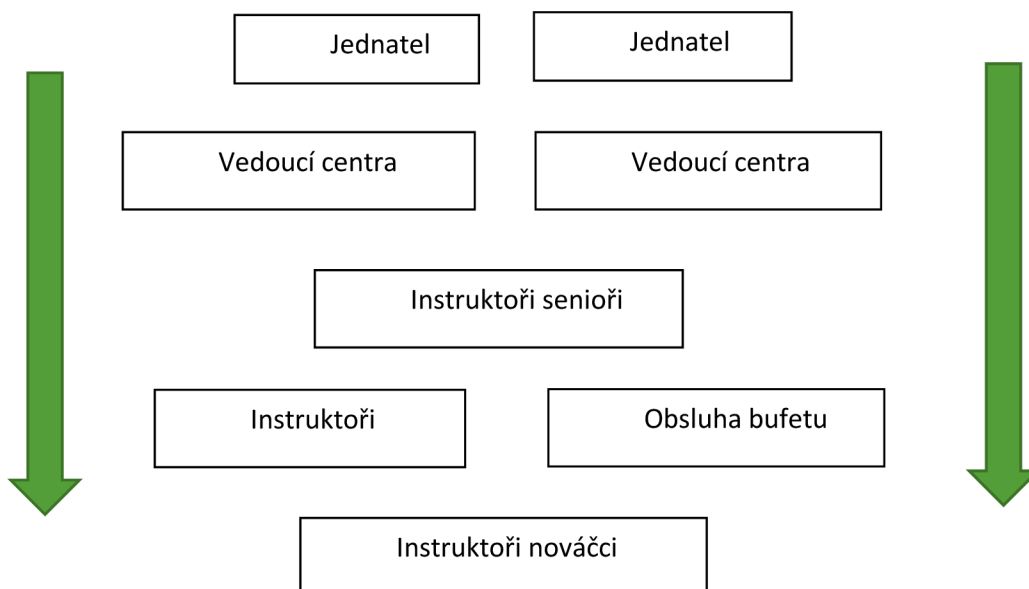 Jednatel
Jednatel
Vedoucí centra
Vedoucí centra
Instruktoři senioři
Instruktoři
Obsluha bufetu
Instruktoři nováčci